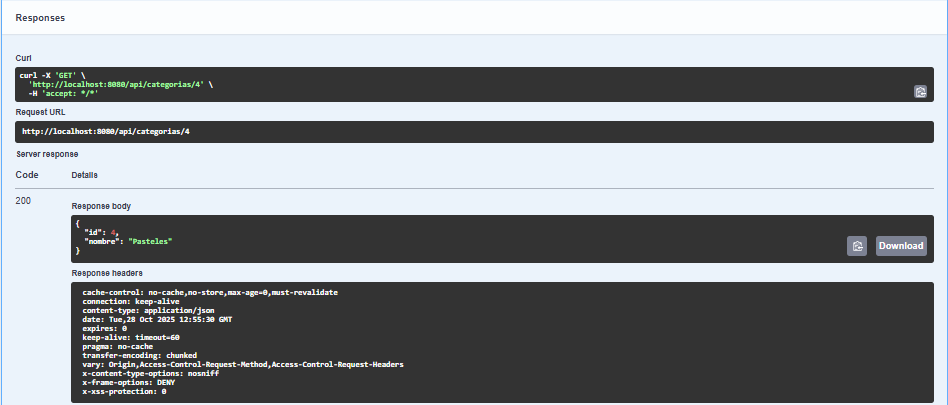 Responses
Curl
curl -X 'GET' \
'http://localhost:8080/api/categorias/4' \
-H 'accept: */*'
Request URL
http://localhost:8080/api/categorias/4
Server response
Code Details
200
Response body
{
"id": 4,
"nombre": "Pasteles"
}
Download
Response headers
cache-control: no-cache,no-store,max-age=0,must-revalidate
connection: keep-alive
content-type: application/json
date: Tue,28 Oct 2025 12:55:30 GMT
expires: 0
keep-alive: timeout=60
pragma: no-cache
transfer-encoding: chunked
vary: Origin,Access-Control-Request-Method,Access-Control-Request-Headers
x-content-type-options: nosniff
x-frame-options: DENY
x-xss-protection: 0